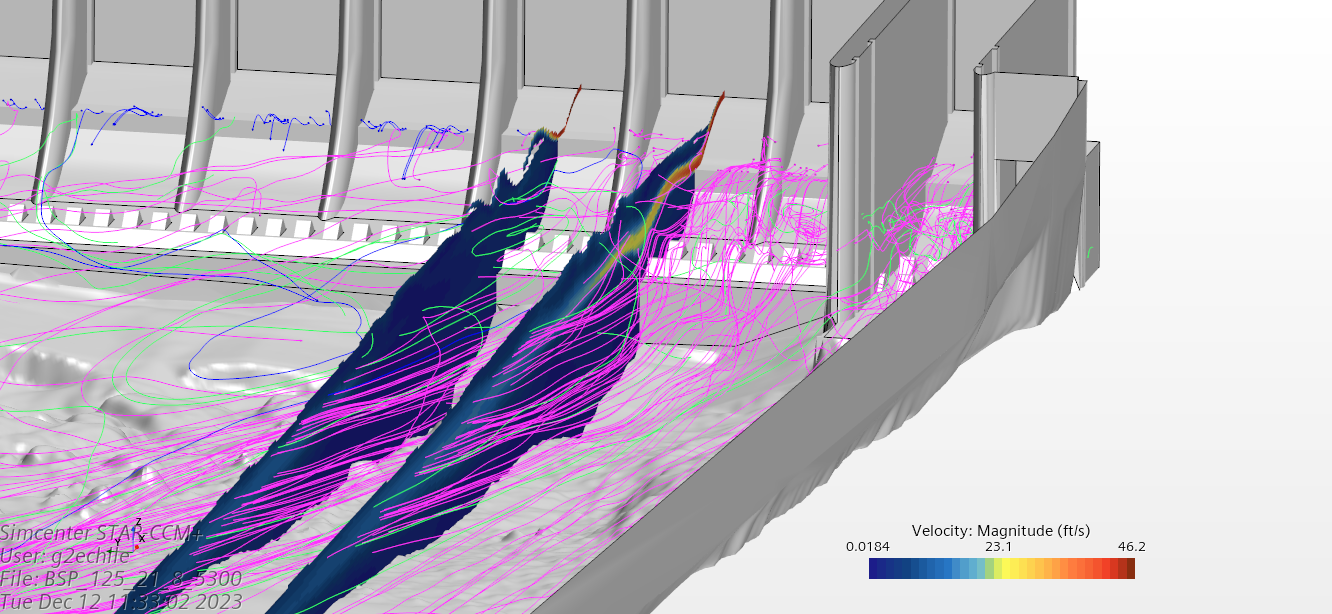 Velocity: Magnitude (ft/s)
0.0184 23.1 46.2
Z
Y X
Simcenter STAR-CCM+
User: g2echlle
File: BSP_125_21_8_5300
Tue Dec 12 11:33:02 2023